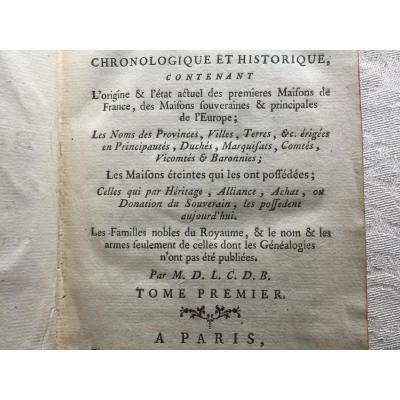 CHRONOLOGIQUE ET HISTORIQUE,
CONTENANT
L'origine & l'état actuel des premieres Maiſons de
France, des Maiſons ſouveraines & principales
de l'Europe;
Les Noms des Provinces, Villes, Terres, &c. érigées
en Principautés, Duchés, Marquiſats, Comtés,
Vicomtés & Baronnies;
Les Maiſons éteintes qui les ont poſſédées;
Celles qui par Héritage, Alliance, Achat, ou
Donation du Souverain, les poſſedent
aujourd'hui.
Les Familles nobles du Royaume, & le nom & les
armes ſeulement de celles dont les Généalogies
n'ont pas été publiées.
Par M. D. L. C. D. B.
TOME PREMIER.
A PARIS,